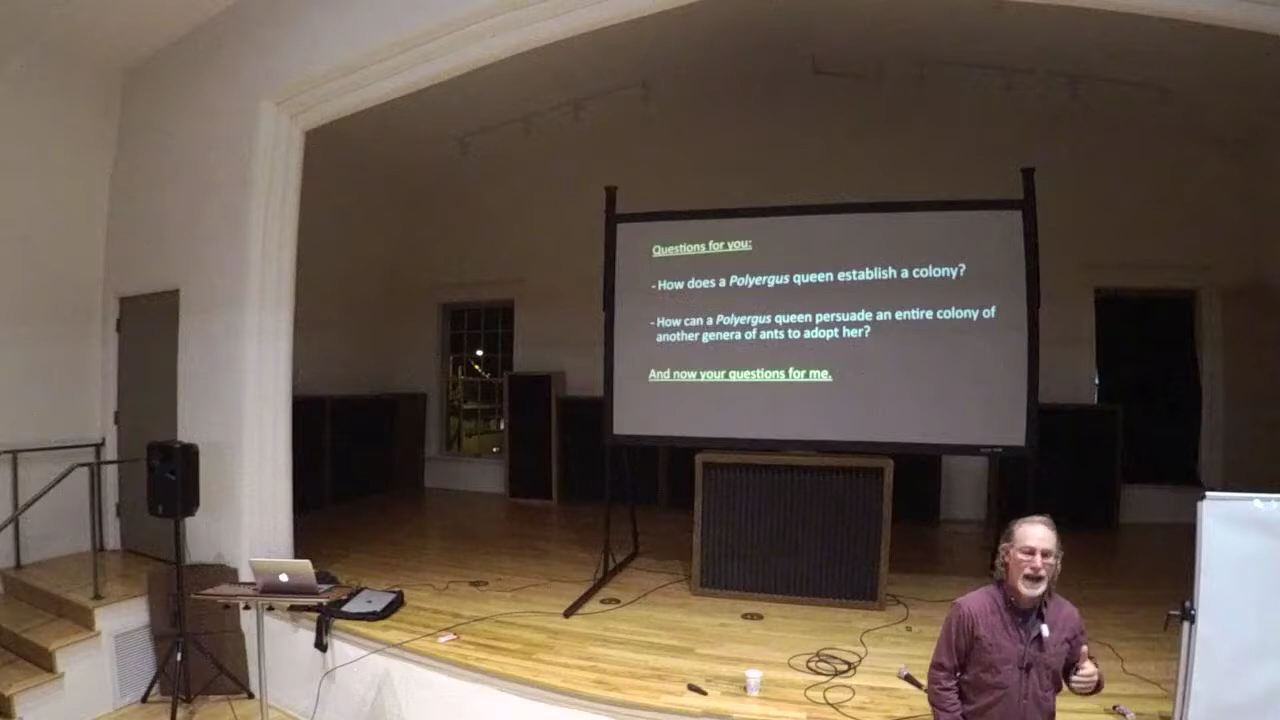 Questions for you:
- How does a Polyergus queen establish a colony?
- How can a Polyergus queen persuade an entire colony of
another genera of ants to adopt her?
And now your questions for me.